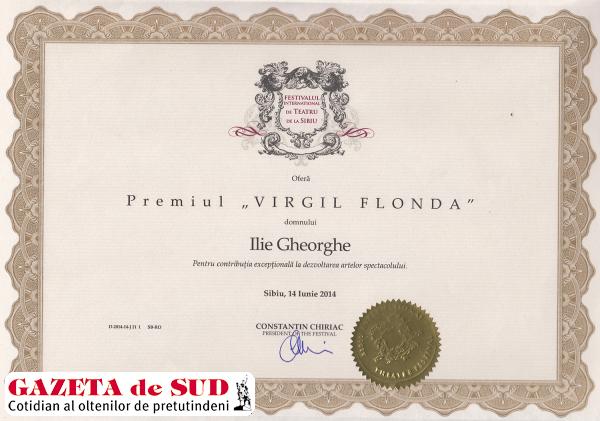 FESTIVALUL
INTERNAȚIONAL
DE TEATRU
DE LA SIBIU
Oferă
Premiul „VIRGIL FLONDA”
domnului
Ilie Gheorghe
Pentru contribuția excepțională la dezvoltarea artelor spectacolului.
Sibiu, 14 Iunie 2014
CONSTANTIN CHIRIAC
PRESIDENT OF THE FESTIVAL
GAZETA de SUD
Cotidian al oltenilor de pretutindeni